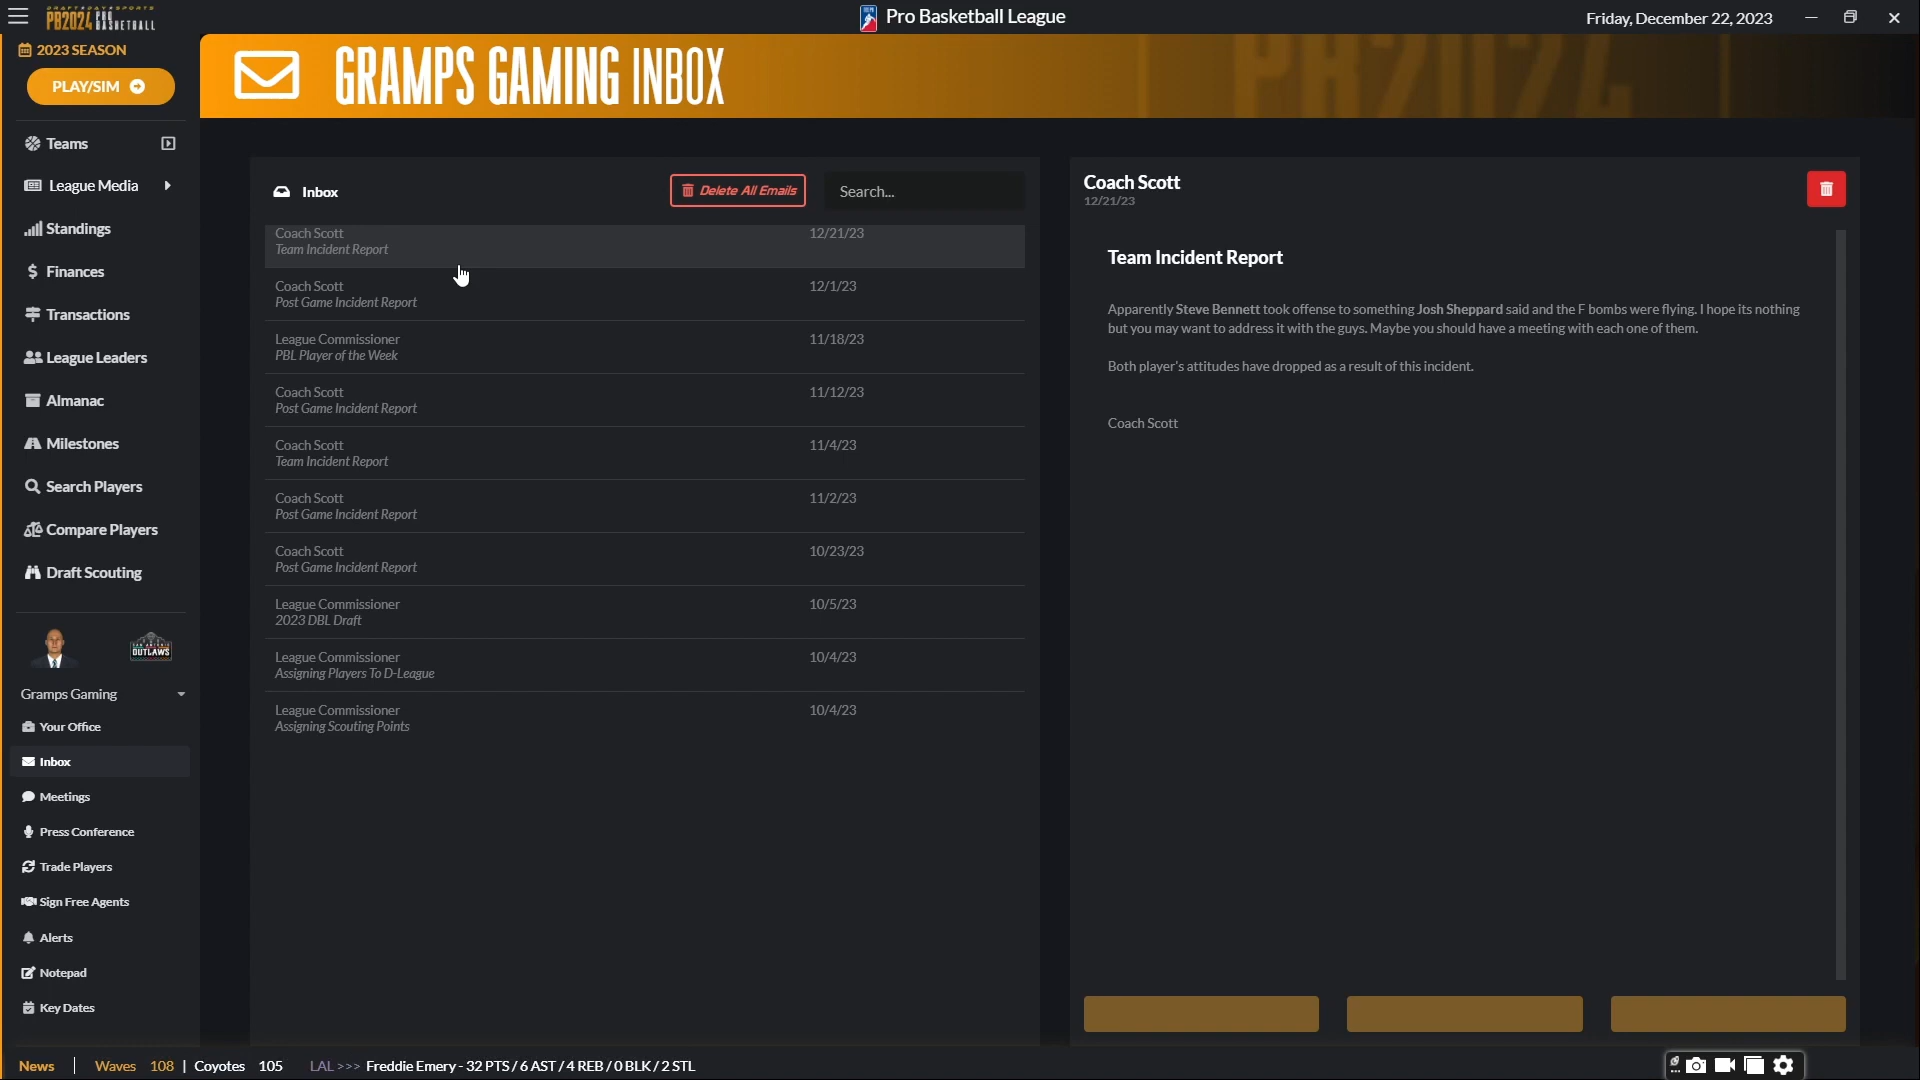 DRAFT DAY SPORTS
PB2024 PRO BASKETBALL
Pro Basketball League
Friday, December 22, 2023
2023 SEASON
PLAY/SIM
Teams
League Media
Standings
Finances
Transactions
League Leaders
Almanac
Milestones
Search Players
Compare Players
Draft Scouting
OUTLAWS
Gramps Gaming
Your Office
Inbox
Meetings
Press Conference
Trade Players
Sign Free Agents
Alerts
Notepad
Key Dates
GRAMPS GAMING INBOX
PB2024
Inbox
Delete All Emails
Search...
Coach Scott 12/21/23
Team Incident Report
Coach Scott 12/1/23
Post Game Incident Report
League Commissioner 11/18/23
PBL Player of the Week
Coach Scott 11/12/23
Post Game Incident Report
Coach Scott 11/4/23
Team Incident Report
Coach Scott 11/2/23
Post Game Incident Report
Coach Scott 10/23/23
Post Game Incident Report
League Commissioner 10/5/23
2023 DBL Draft
League Commissioner 10/4/23
Assigning Players To D-League
League Commissioner 10/4/23
Assigning Scouting Points
Coach Scott
12/21/23
Team Incident Report
Apparently Steve Bennett took offense to something Josh Sheppard said and the F bombs were flying. I hope its nothing
but you may want to address it with the guys. Maybe you should have a meeting with each one of them.
Both player's attitudes have dropped as a result of this incident.
Coach Scott
News | Waves 108 | Coyotes 105 LAL >>> Freddie Emery - 32 PTS / 6 AST / 4 REB / 0 BLK / 2 STL